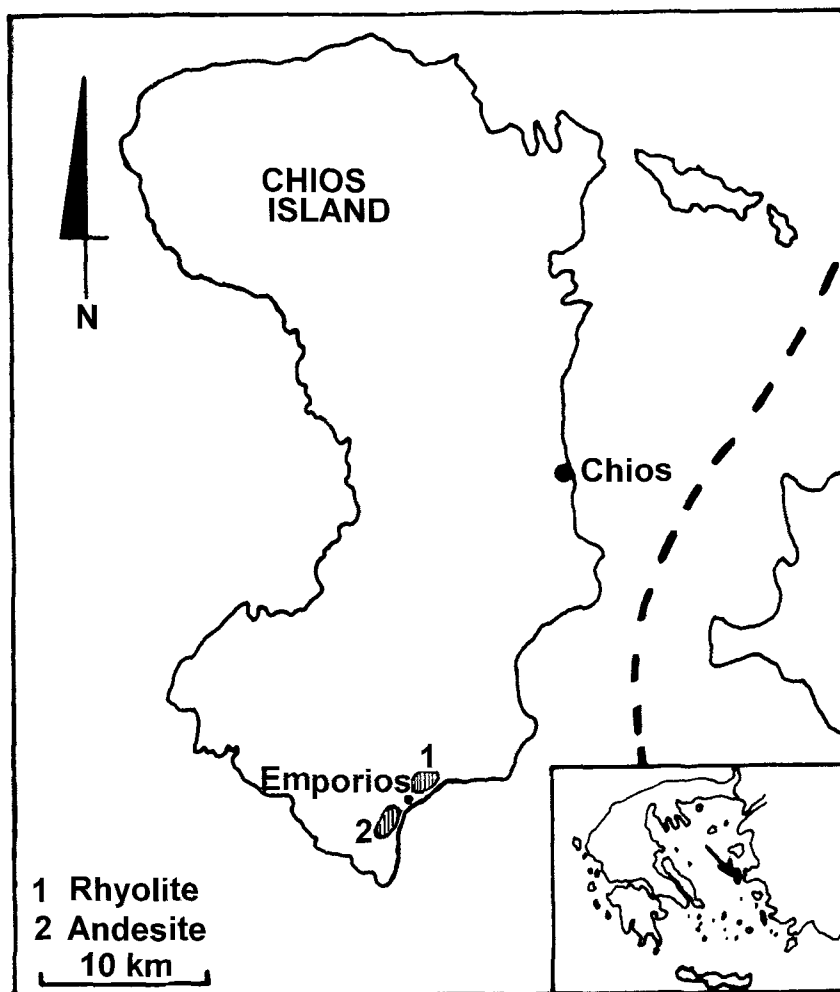 CHIOS
ISLAND
N
Chios
1
Emporios
2
1 Rhyolite
2 Andesite
10 km